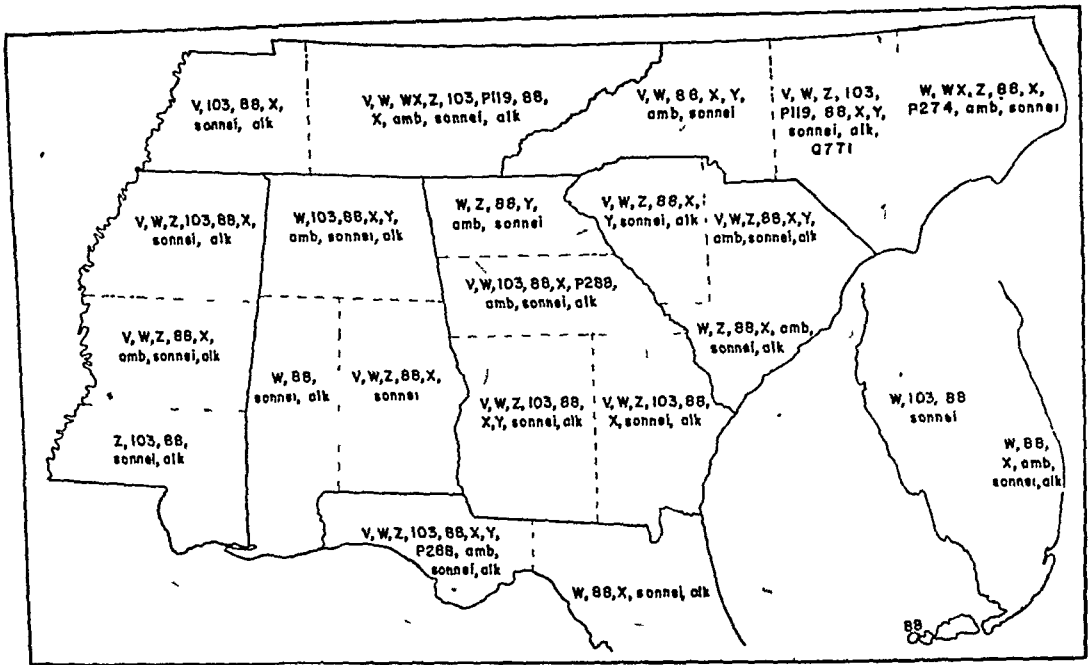 V, 103, 88, X,
sonnei, alk
V, W, WX, Z, 103, P119, 88,
X, amb, sonnei, alk
V, W, 88, X, Y,
amb, sonnei
V, W, Z, 103,
P119, 88, X, Y,
sonnei, alk,
Q771
W, WX, Z, 88, X,
P274, amb, sonnei
V, W, Z, 103, 88, X,
sonnei, alk
W, 103, 88, X, Y,
amb, sonnei, alk
W, Z, 88, Y,
amb, sonnei
V, W, Z, 88, X,
Y, sonnei, alk
V, W, Z, 88, X, Y,
amb, sonnei, alk
V, W, 103, 88, X, P288,
amb, sonnei, alk
V, W, Z, 88, X,
amb, sonnei, alk
W, Z, 88, X, amb,
sonnei, alk
W, 88,
sonnei, alk
V, W, Z, 88, X,
sonnei
V, W, Z, 103, 88,
X, Y, sonnei, alk
V, W, Z, 103, 88,
X, sonnei, alk
W, 103, 88
sonnei
Z, 103, 88,
sonnei, alk
W, 88,
X, amb,
sonnei, alk
V, W, Z, 103, 88, X, Y,
P288, amb,
sonnei, alk
W, 88, X, sonnei, alk
88